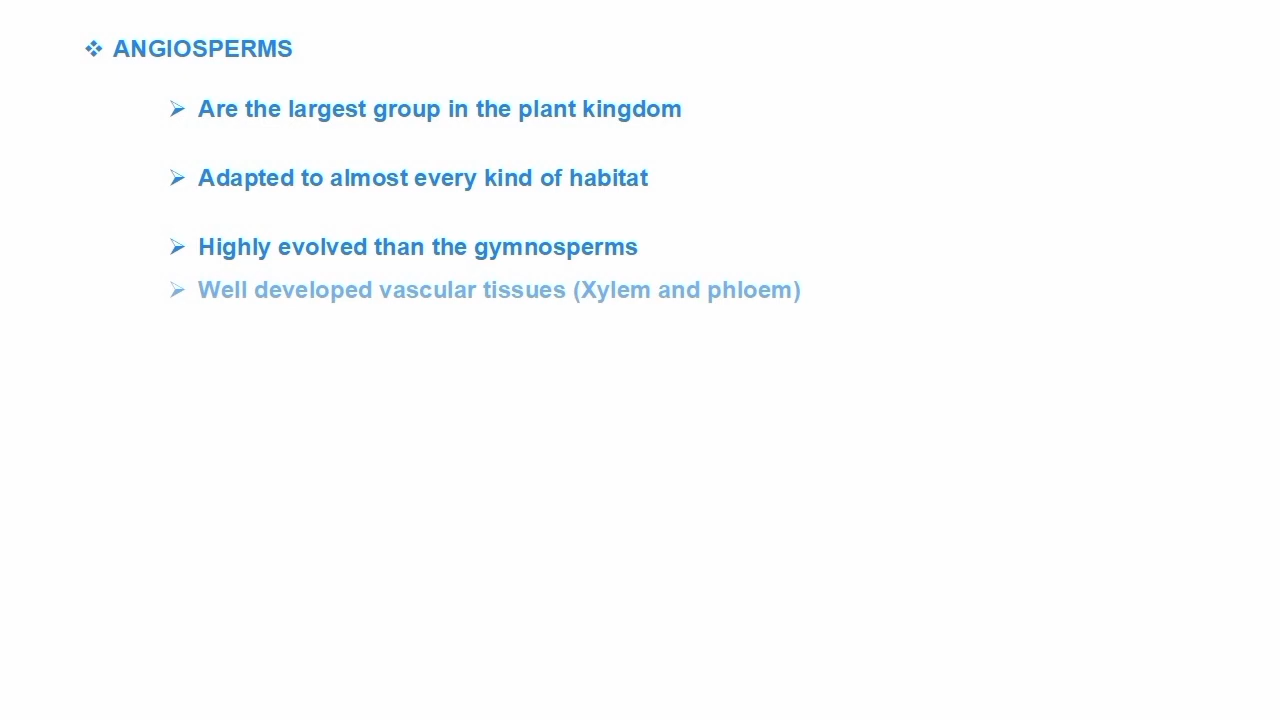 ❖ ANGIOSPERMS
➢ Are the largest group in the plant kingdom
➢ Adapted to almost every kind of habitat
➢ Highly evolved than the gymnosperms
➢ Well developed vascular tissues (Xylem and phloem)